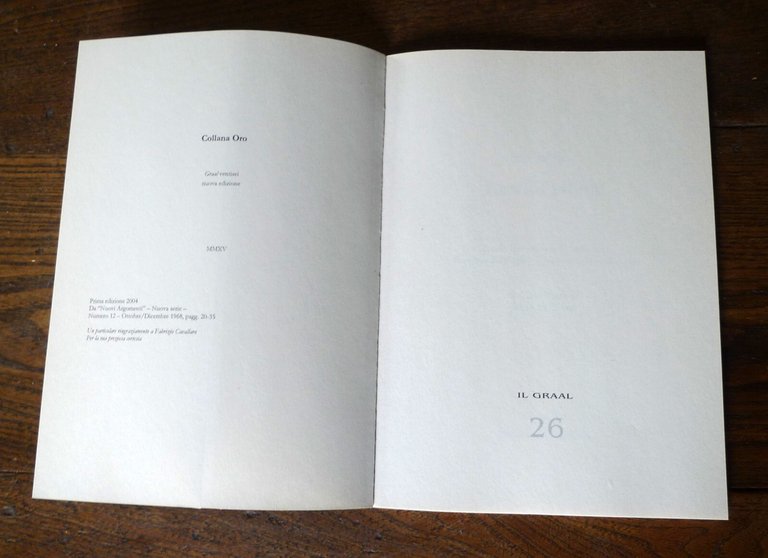 Collana Oro
Graal ventisei
nuova edizione
MMXV
Prima edizione 2004
Da "Nuovi Argomenti" – Nuova serie –
Numero 12 – Ottobre/Dicembre 1968, pagg. 20-35
Un particolare ringraziamento a Fabrizio Cavallaro
Per la sua preziosa cortesia
IL GRAAL
26